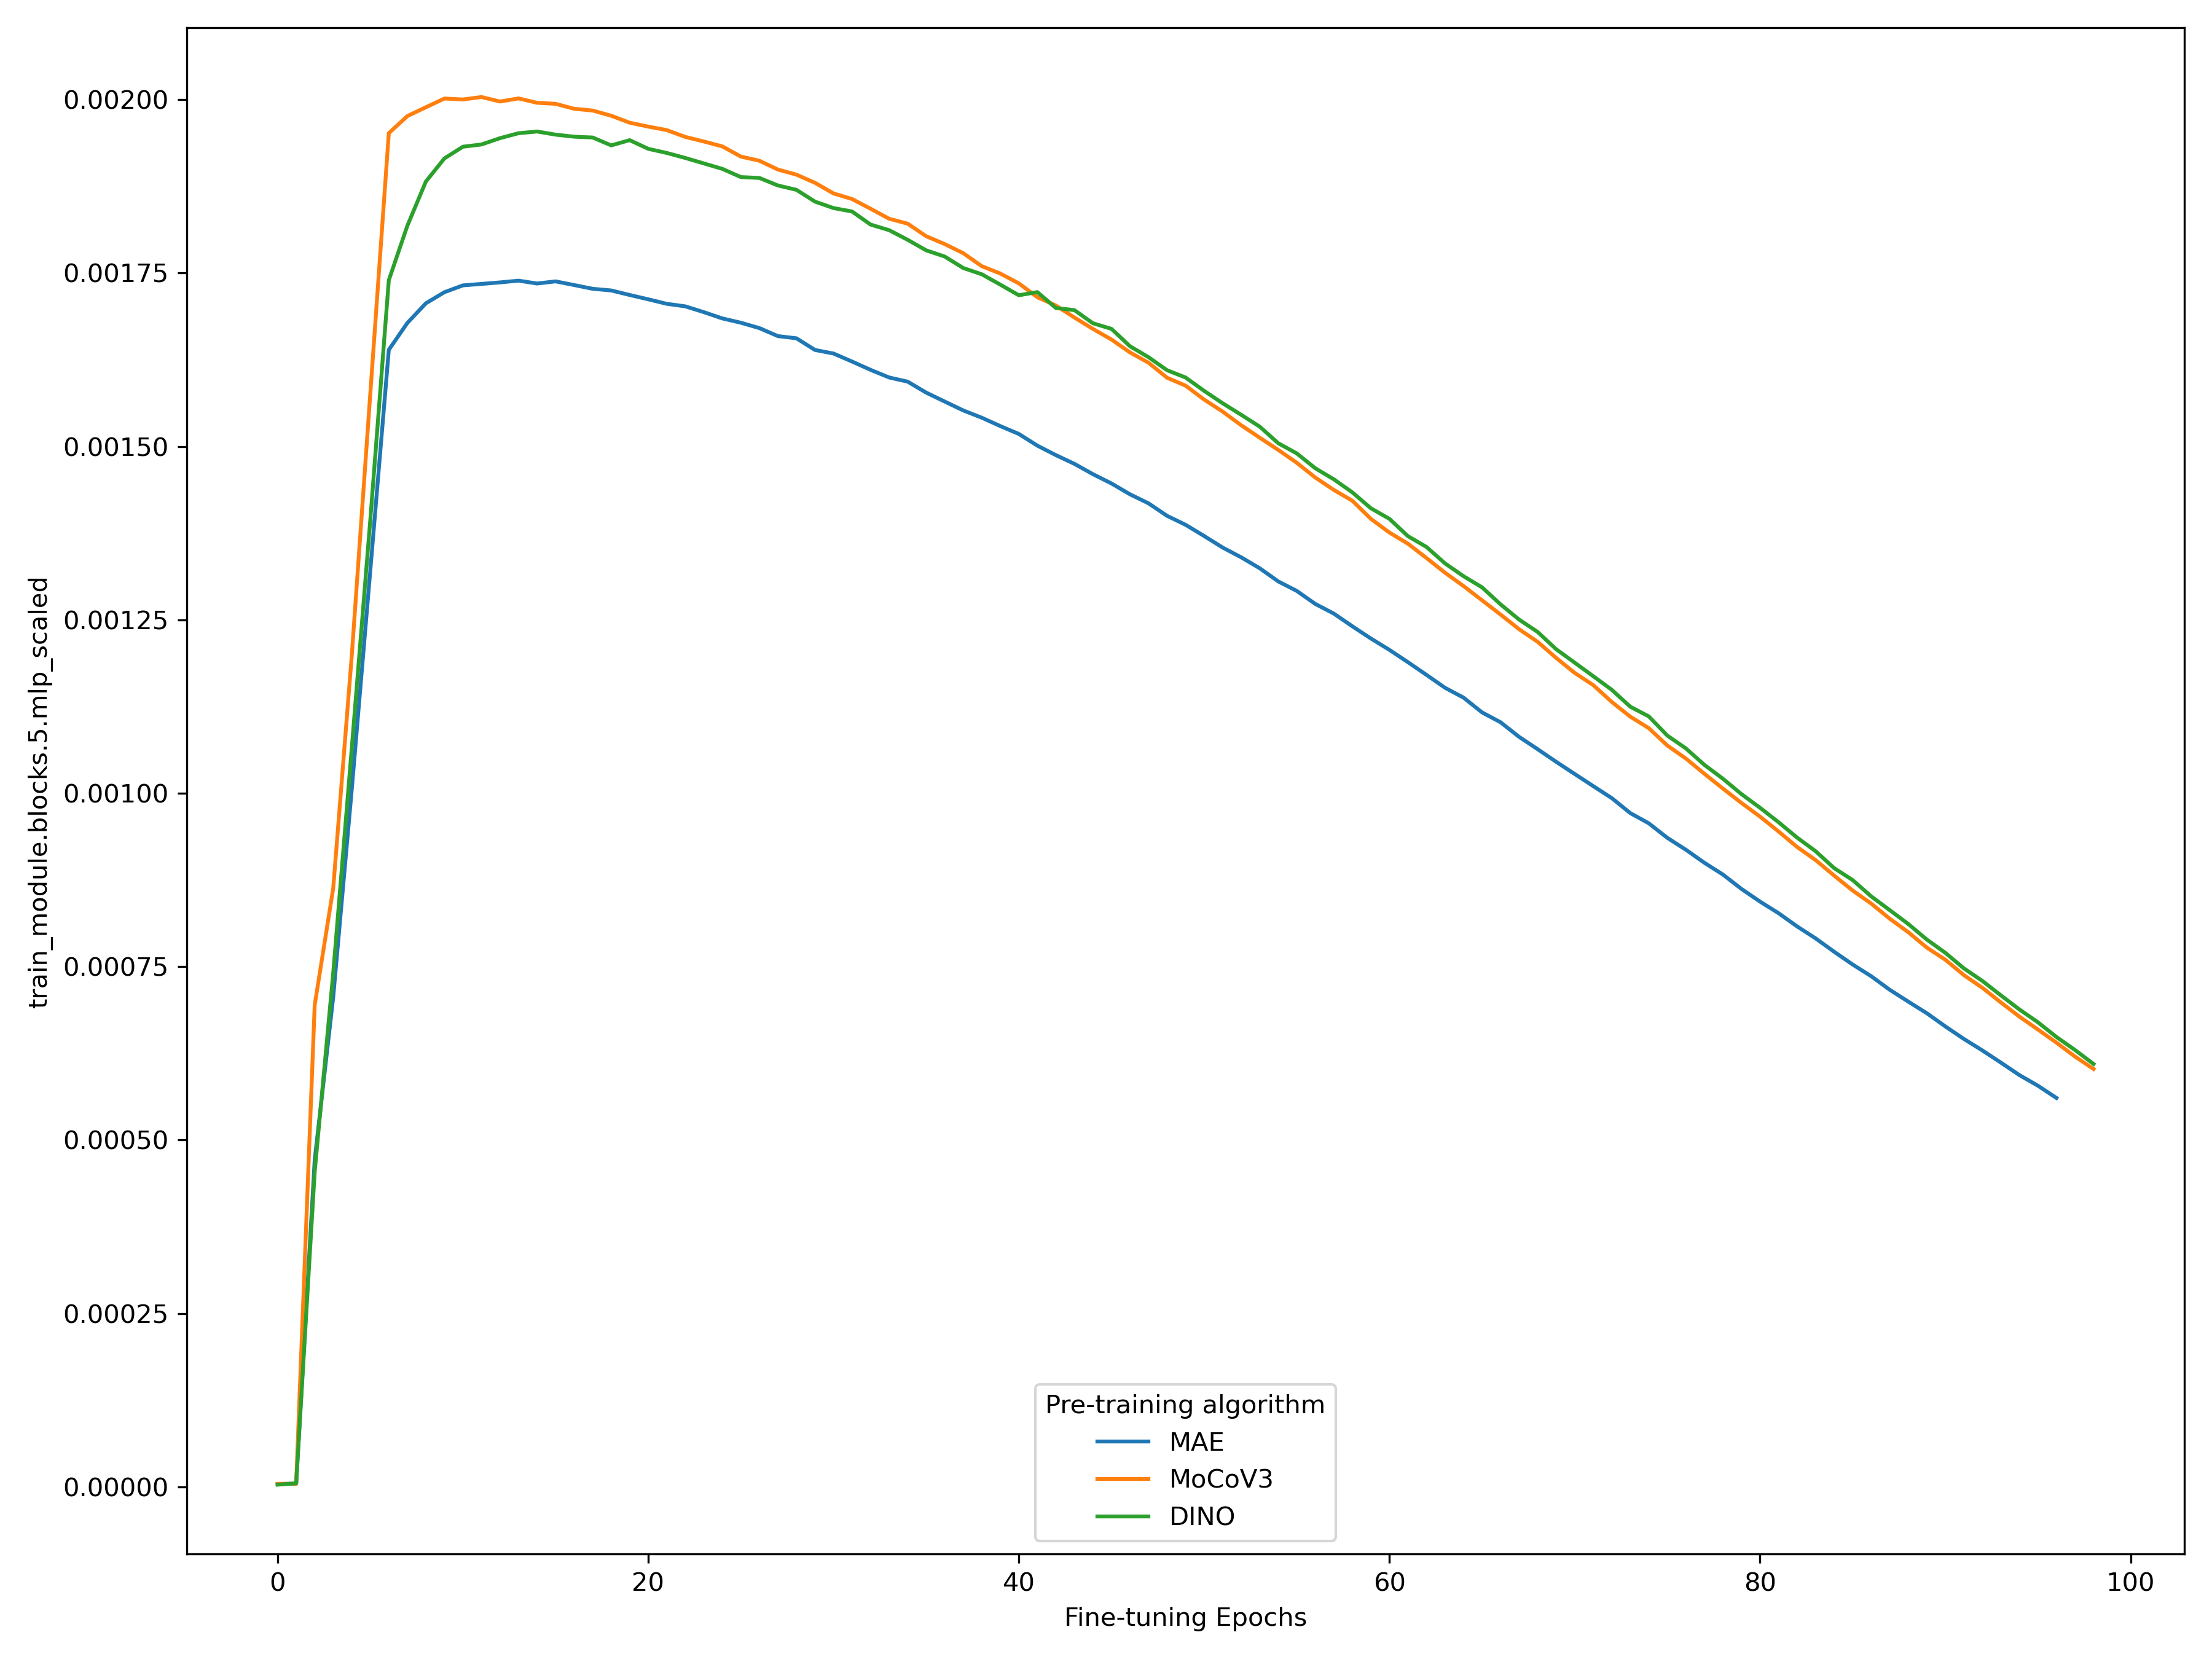 0.00200
0.00175
0.00150
0.00125
0.00100
0.00075
0.00050
0.00025
0.00000
train_module.blocks.5.mlp_scaled
Pre-training algorithm
MAE
MoCoV3
DINO
0 20 40 60 80 100
Fine-tuning Epochs